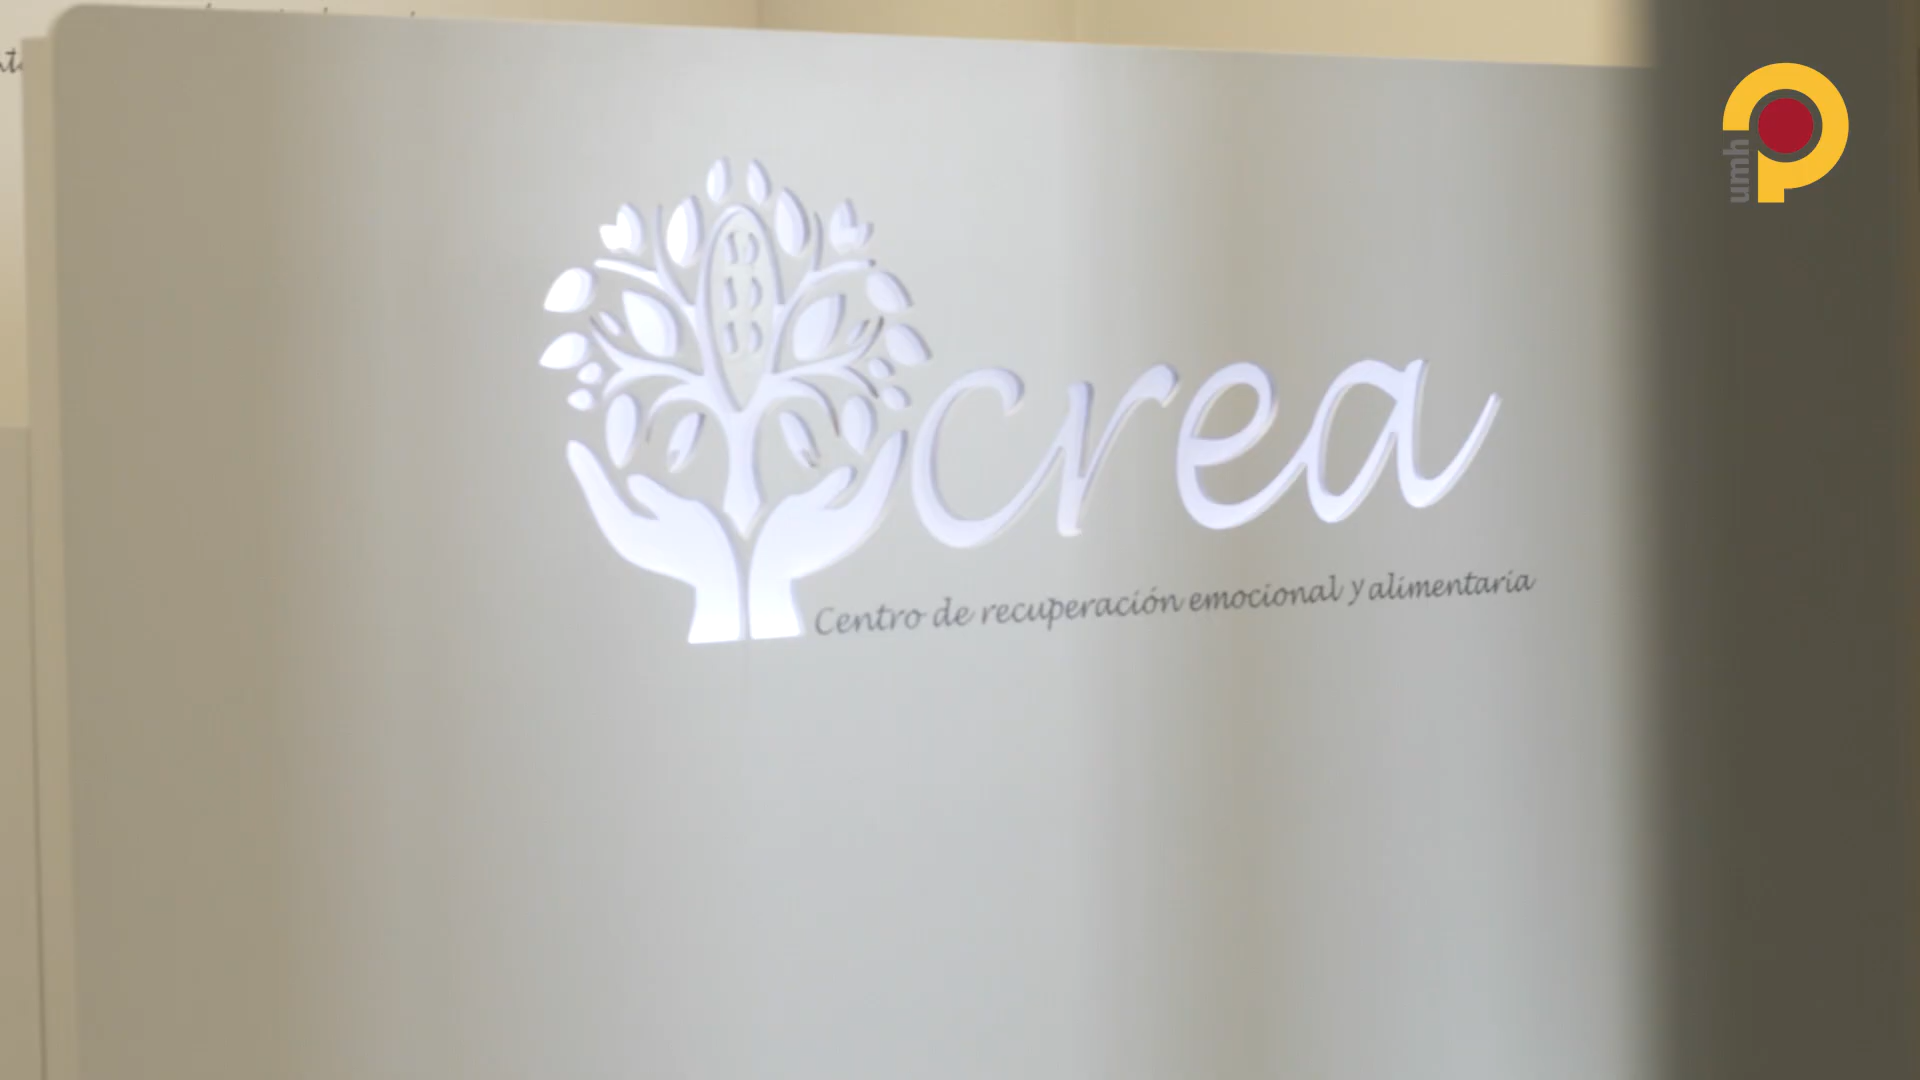 umh
crea
Centro de recuperación emocional y alimentaria